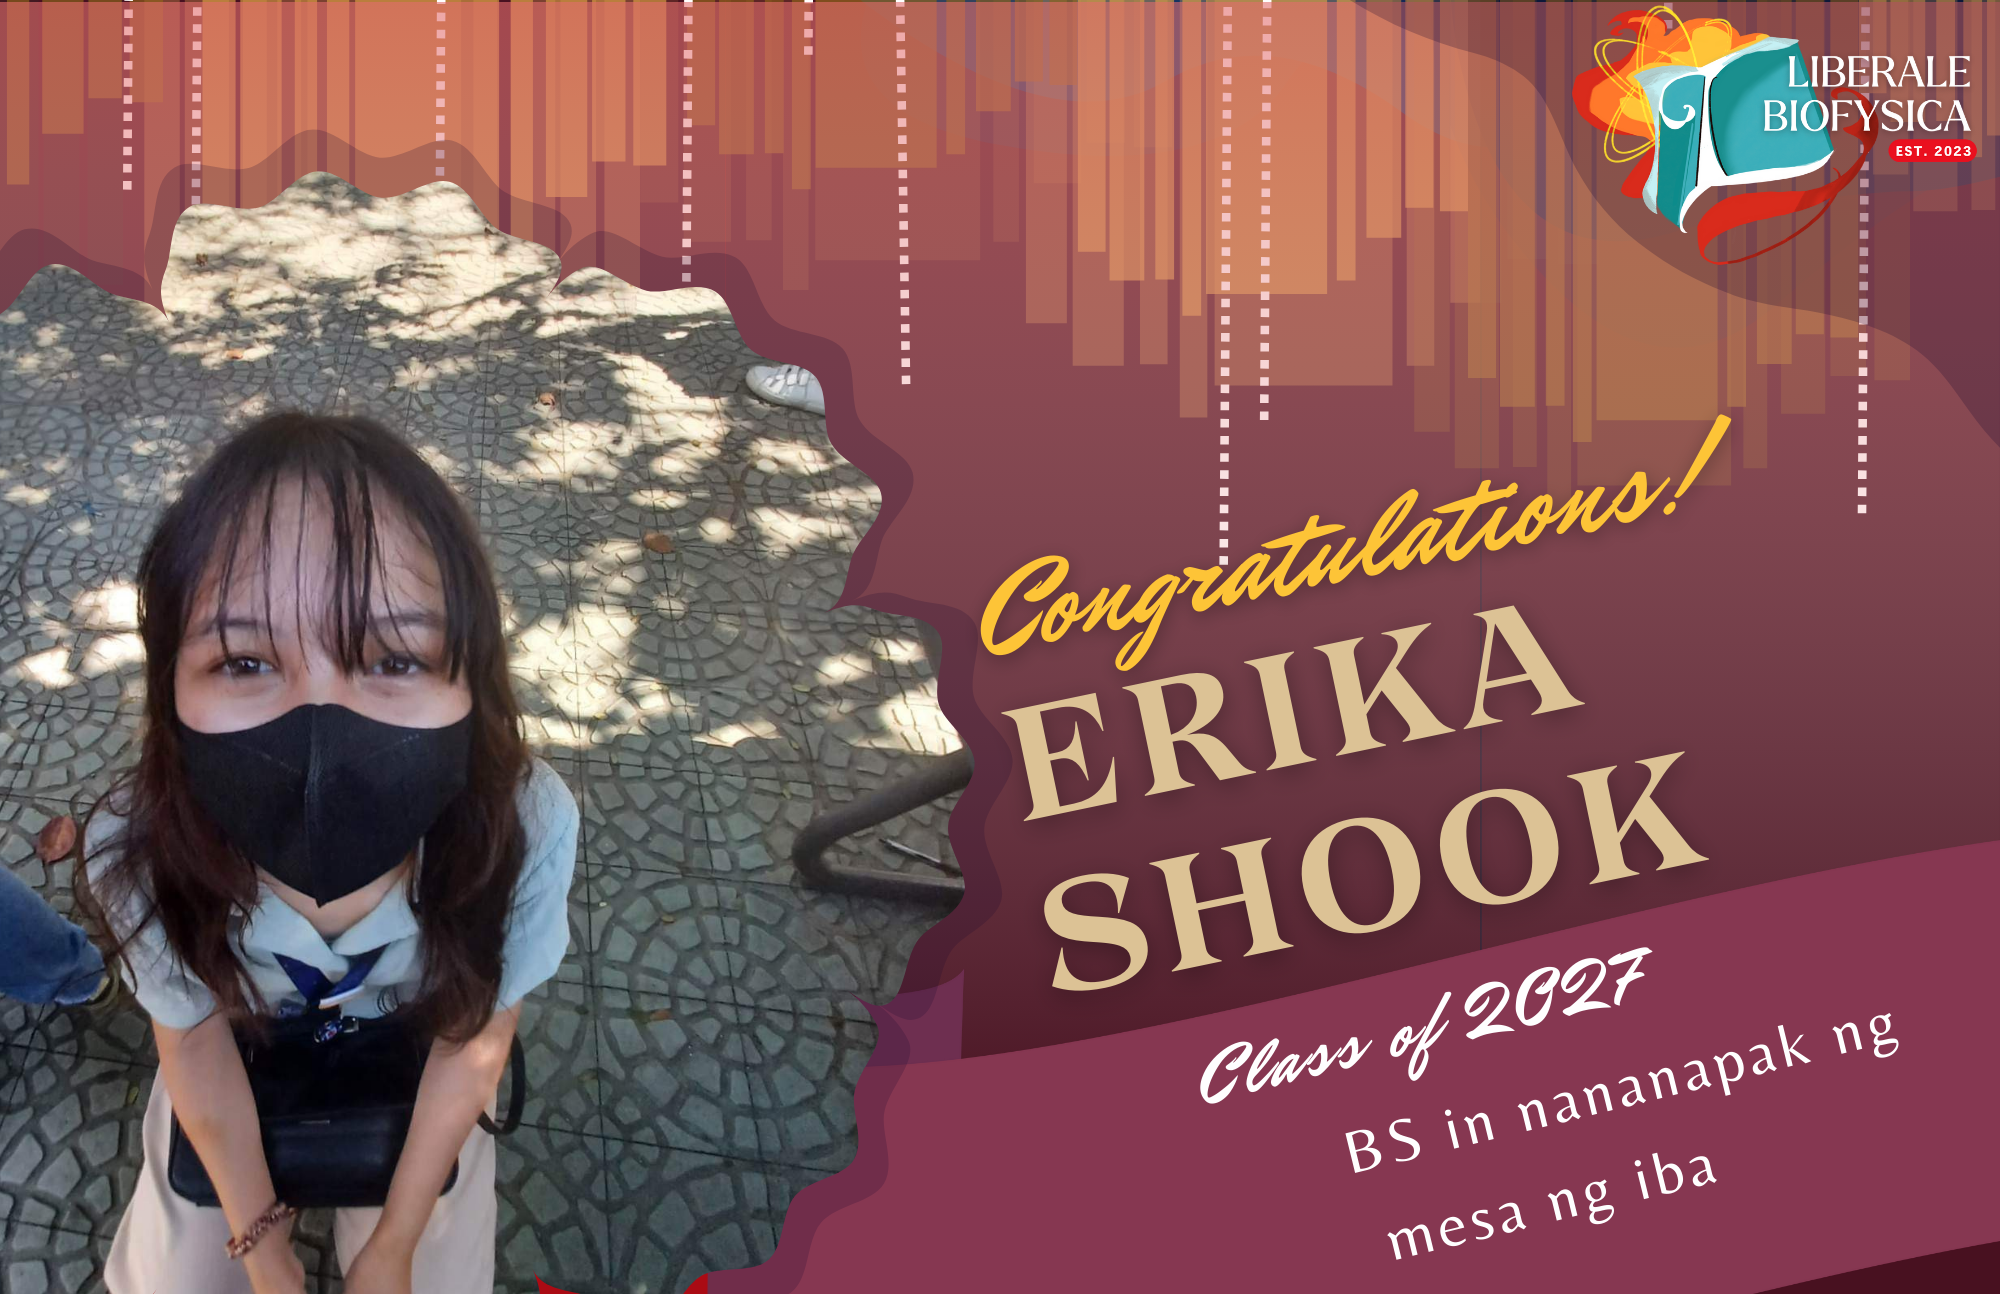 LIBERALE
BIOFYSICA
EST. 2023
Congratulations!
ERIKA
SHOOK
Class of 2027
BS in nananapak ng
mesa ng iba